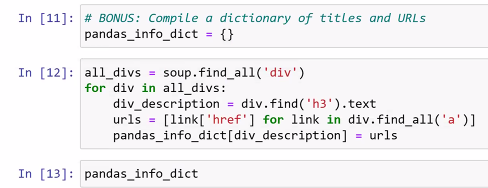 In [11]: # BONUS: Compile a dictionary of titles and URLs
pandas_info_dict = {}
In [12]: all_divs = soup.find_all('div')
for div in all_divs:
    div_description = div.find('h3').text
    urls = [link['href'] for link in div.find_all('a')]
    pandas_info_dict[div_description] = urls
In [13]: pandas_info_dict